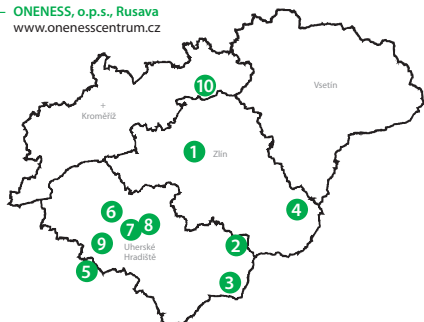 – ONENESS, o.p.s., Rusava
www.onenesscentrum.cz
Vsetín
10
+
Kroměříž
1
Zlín
4
6
8
7
2
9
Uherské
Hradiště
5
3